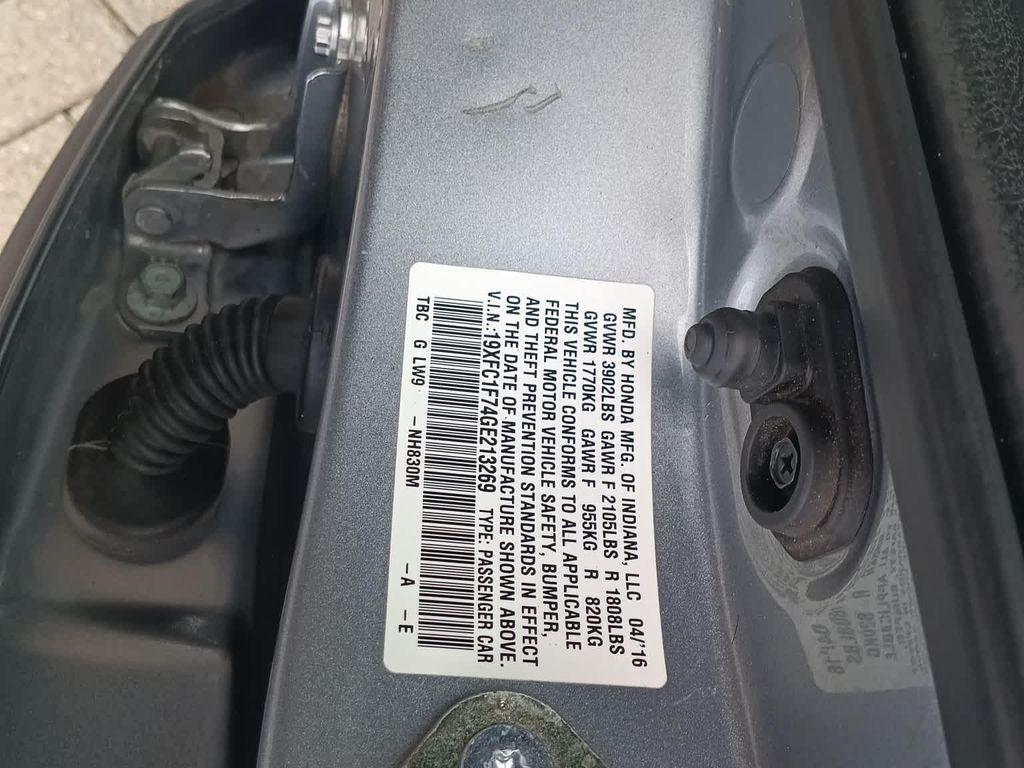 MFD. BY HONDA MFG. OF INDIANA, LLC 04/'16
GVWR 3902LBS GAWR F 2105LBS R 1808LBS
GVWR 1770KG GAWR F 955KG R 820KG
THIS VEHICLE CONFORMS TO ALL APPLICABLE
FEDERAL MOTOR VEHICLE SAFETY, BUMPER,
AND THEFT PREVENTION STANDARDS IN EFFECT
ON THE DATE OF MANUFACTURE SHOWN ABOVE.
V.I.N.:19XFC1F74GE213269 TYPE: PASSENGER CAR
TBC G LW9 -NH830M -A -E